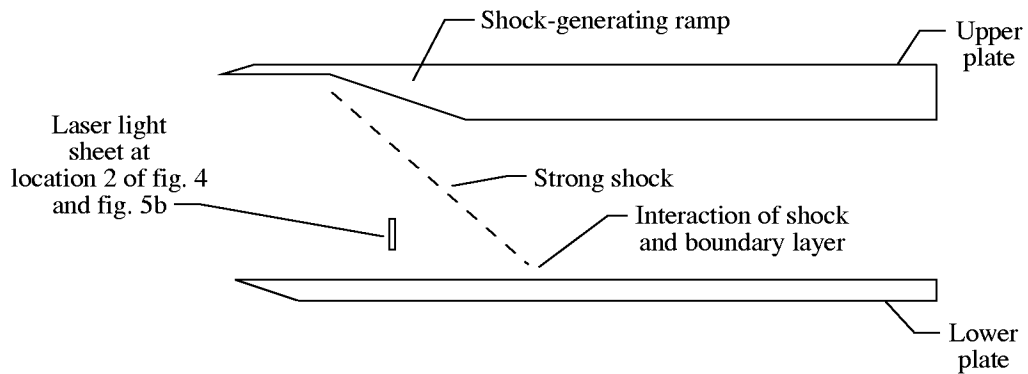 Shock-generating ramp
Upper
plate
Laser light
sheet at
location 2 of fig. 4
and fig. 5b
Strong shock
Interaction of shock
and boundary layer
Lower
plate